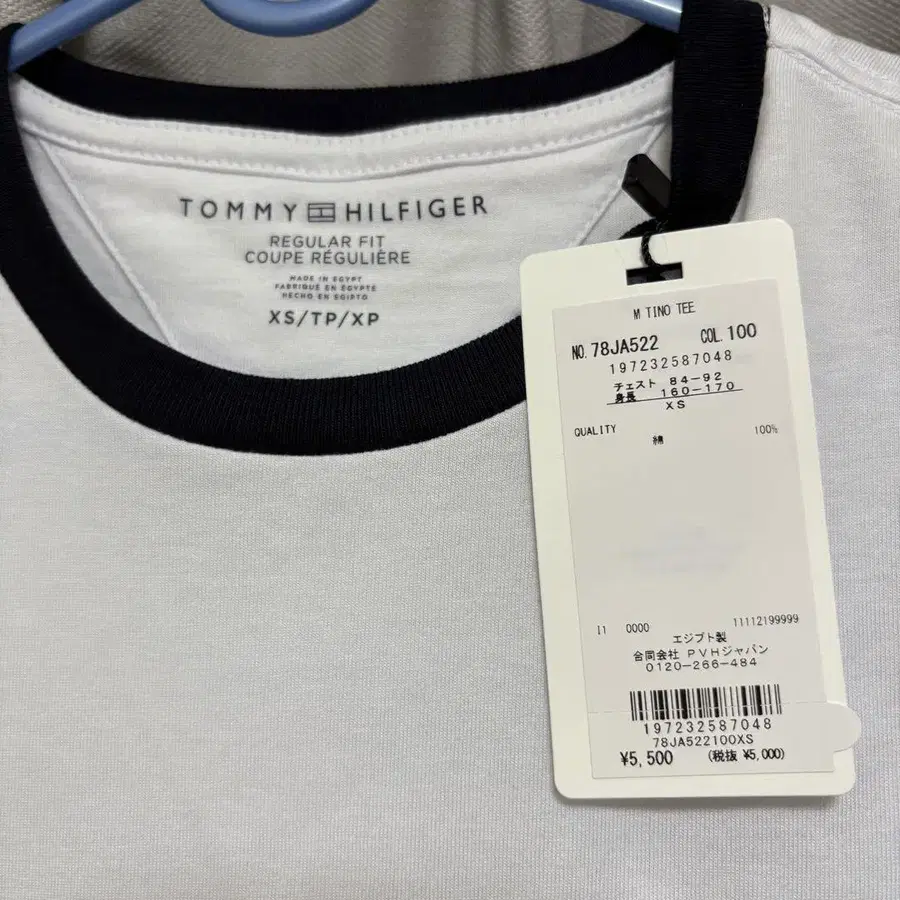 TOMMY HILFIGER
REGULAR FIT
COUPE RÉGULIÈRE
MADE IN EGYPT
FABRIQUE EN EGYPTE
HECHO EN EGIPTO
XS/TP/XP
M TINO TEE
NO. 78JA522 COL. 100
197232587048
チェスト 84-92
身長 160-170
XS
QUALITY
綿 100%
11 0000 11112199999
エジプト製
合同会社 PVHジャパン
0120-266-484
197232587048
78JA522100XS
¥5,500 (税抜 ¥5,000)